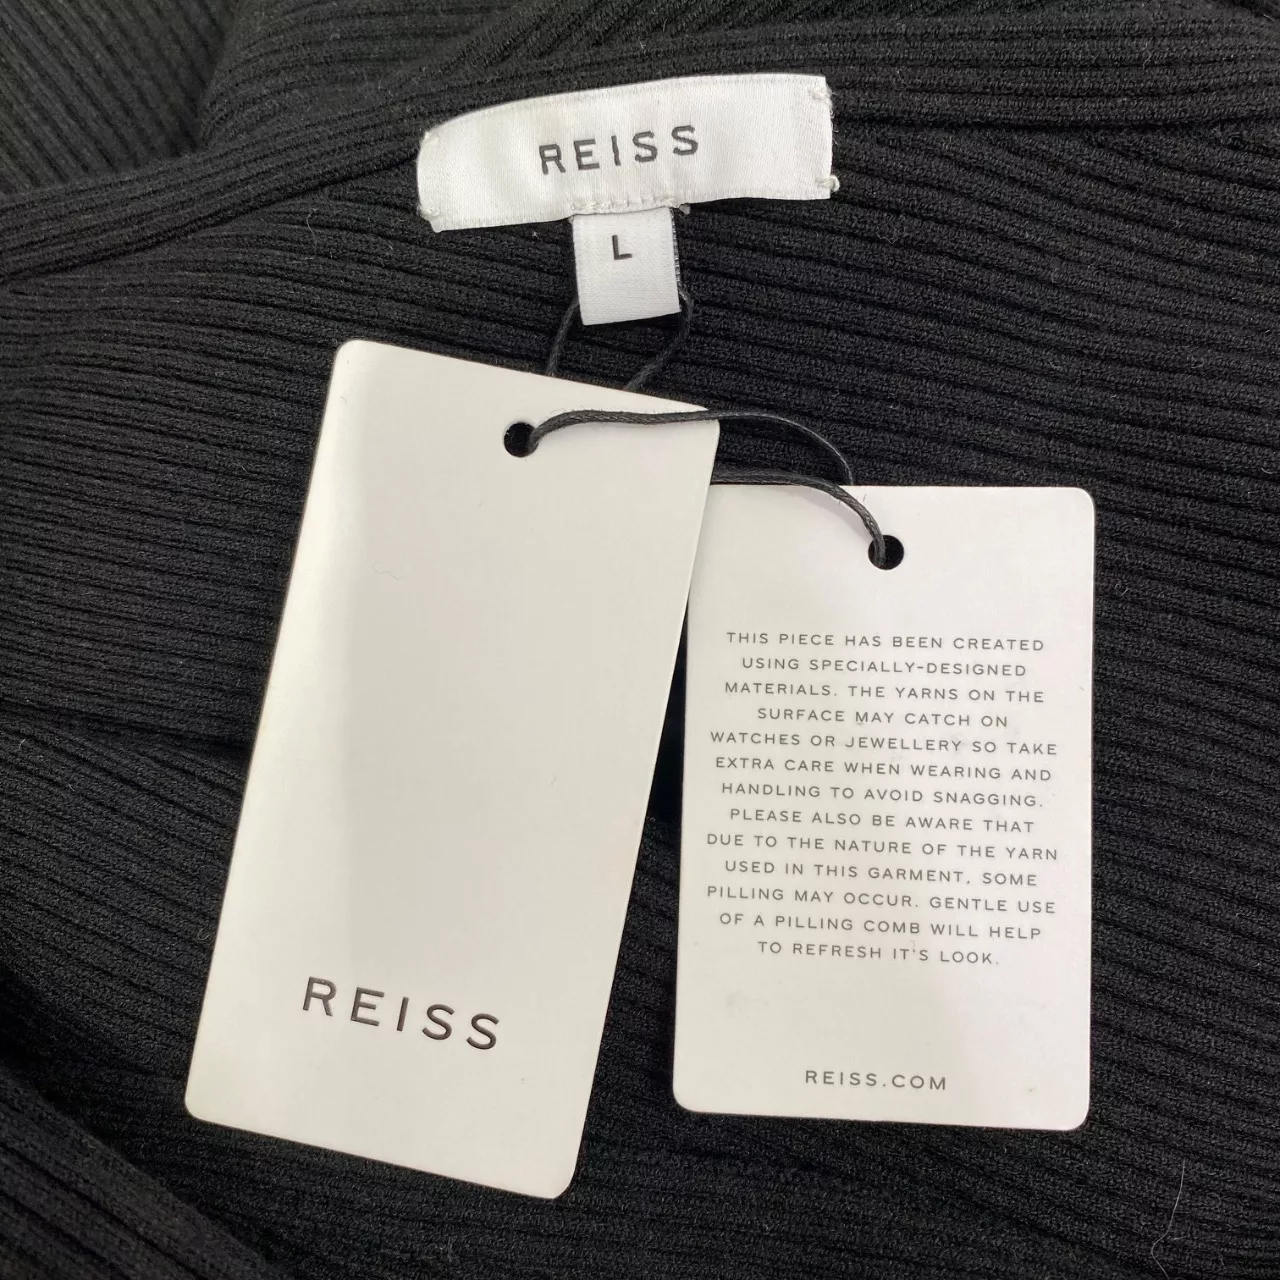 REISS
L
REISS
THIS PIECE HAS BEEN CREATED
USING SPECIALLY-DESIGNED
MATERIALS. THE YARNS ON THE
SURFACE MAY CATCH ON
WATCHES OR JEWELLERY SO TAKE
EXTRA CARE WHEN WEARING AND
HANDLING TO AVOID SNAGGING.
PLEASE ALSO BE AWARE THAT
DUE TO THE NATURE OF THE YARN
USED IN THIS GARMENT, SOME
PILLING MAY OCCUR. GENTLE USE
OF A PILLING COMB WILL HELP
TO REFRESH IT'S LOOK.
REISS.COM